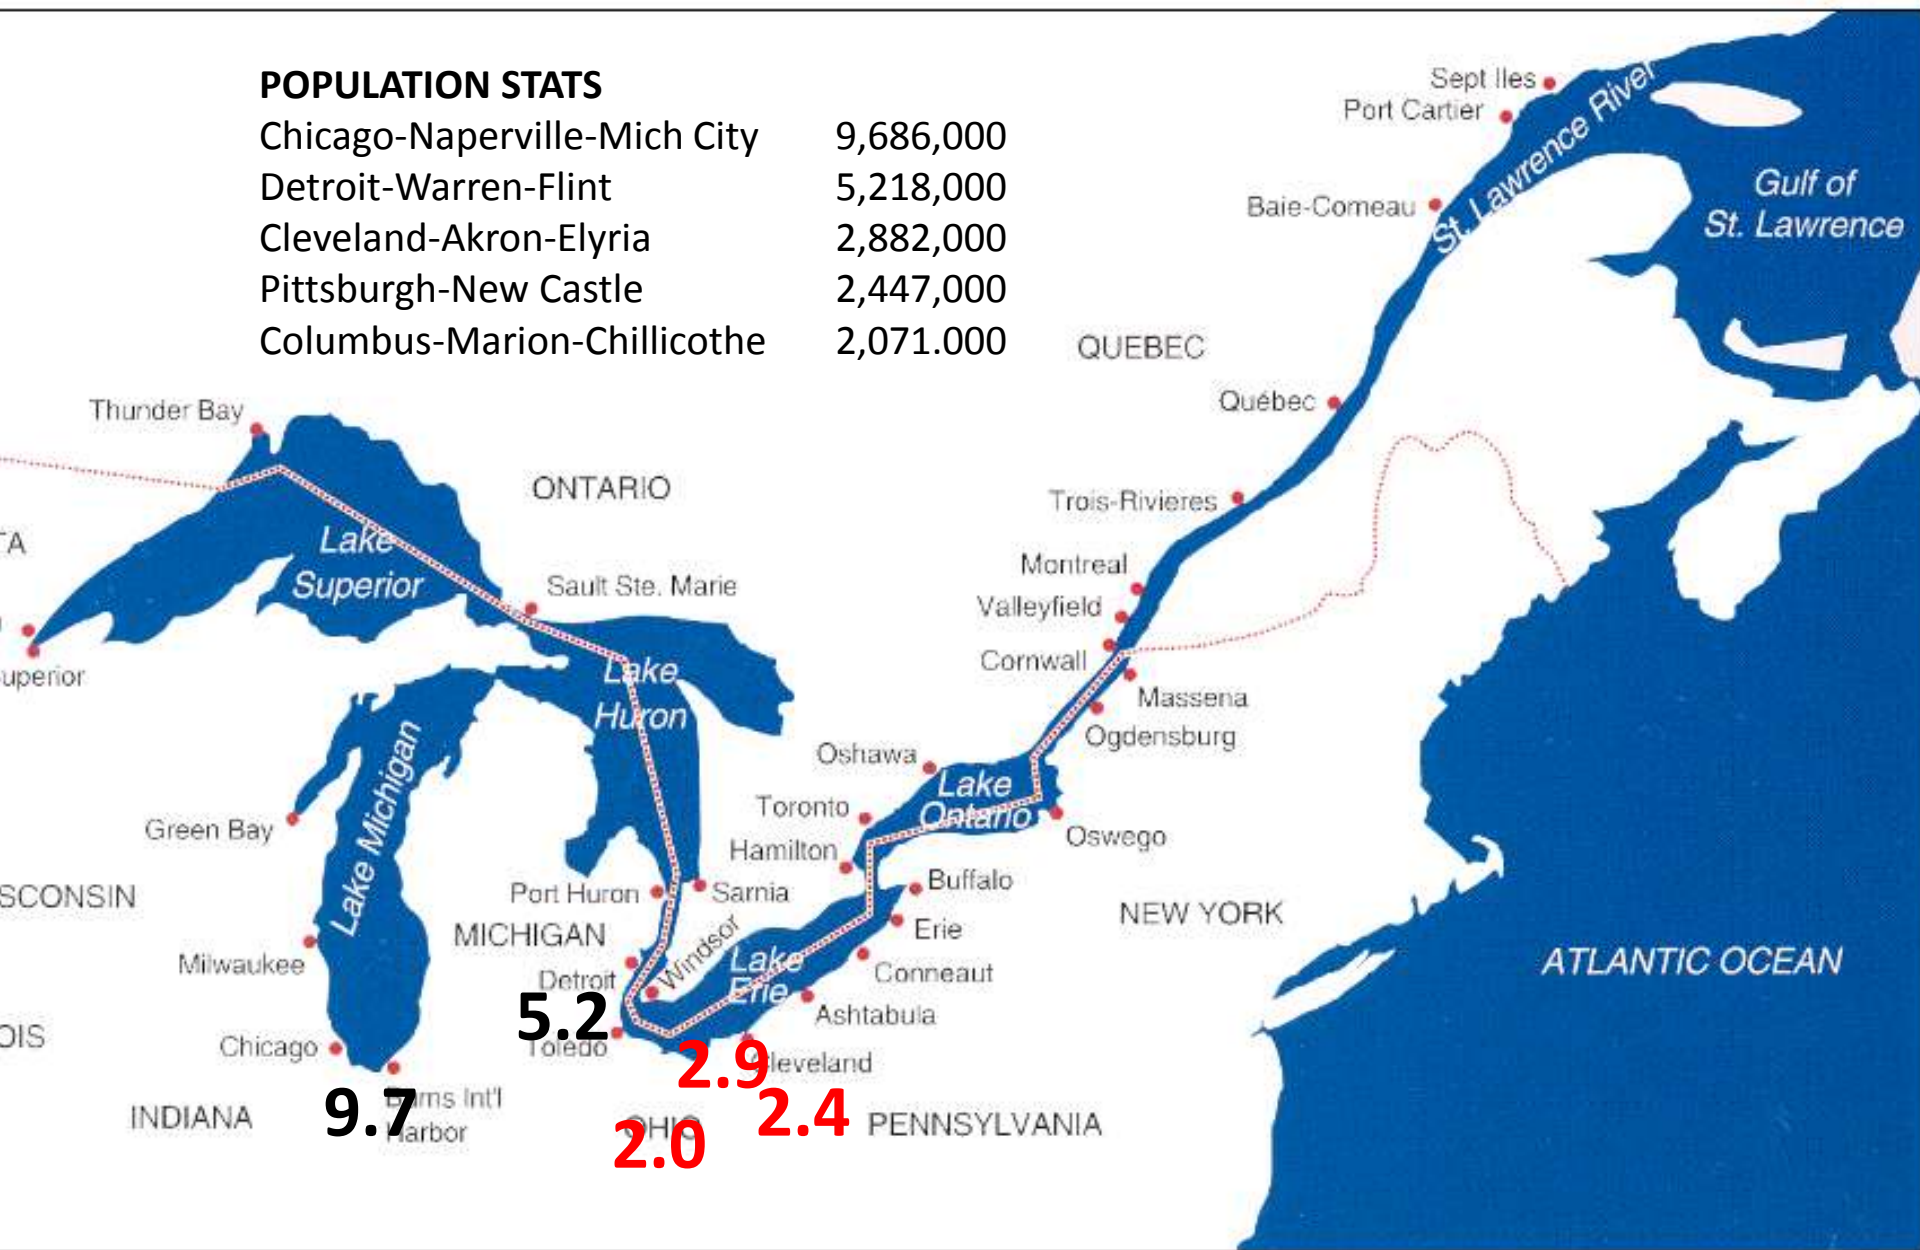 POPULATION STATS
Chicago-Naperville-Mich City 9,686,000
Detroit-Warren-Flint 5,218,000
Cleveland-Akron-Elyria 2,882,000
Pittsburgh-New Castle 2,447,000
Columbus-Marion-Chillicothe 2,071.000
Sept Iles
Port Cartier
St. Lawrence River
Baie-Comeau
Gulf of
St. Lawrence
QUEBEC
Québec
Thunder Bay
ONTARIO
Trois-Rivieres
TA
Lake
Superior
Montreal
Sault Ste. Marie
Valleyfield
Cornwall
uperior
Lake
Huron
Massena
Ogdensburg
Oshawa
Lake
Ontario
Lake Michigan
Toronto
Green Bay
Oswego
Hamilton
Buffalo
Port Huron
Sarnia
SCONSIN
NEW YORK
MICHIGAN
Windsor
Erie
Milwaukee
Lake
Erie
ATLANTIC OCEAN
Detroit
Conneaut
5.2
Ashtabula
OIS
Chicago
Toledo
2.9
Cleveland
9.7
Burns Int'l
Harbor
INDIANA
2.4
PENNSYLVANIA
OHIO
2.0